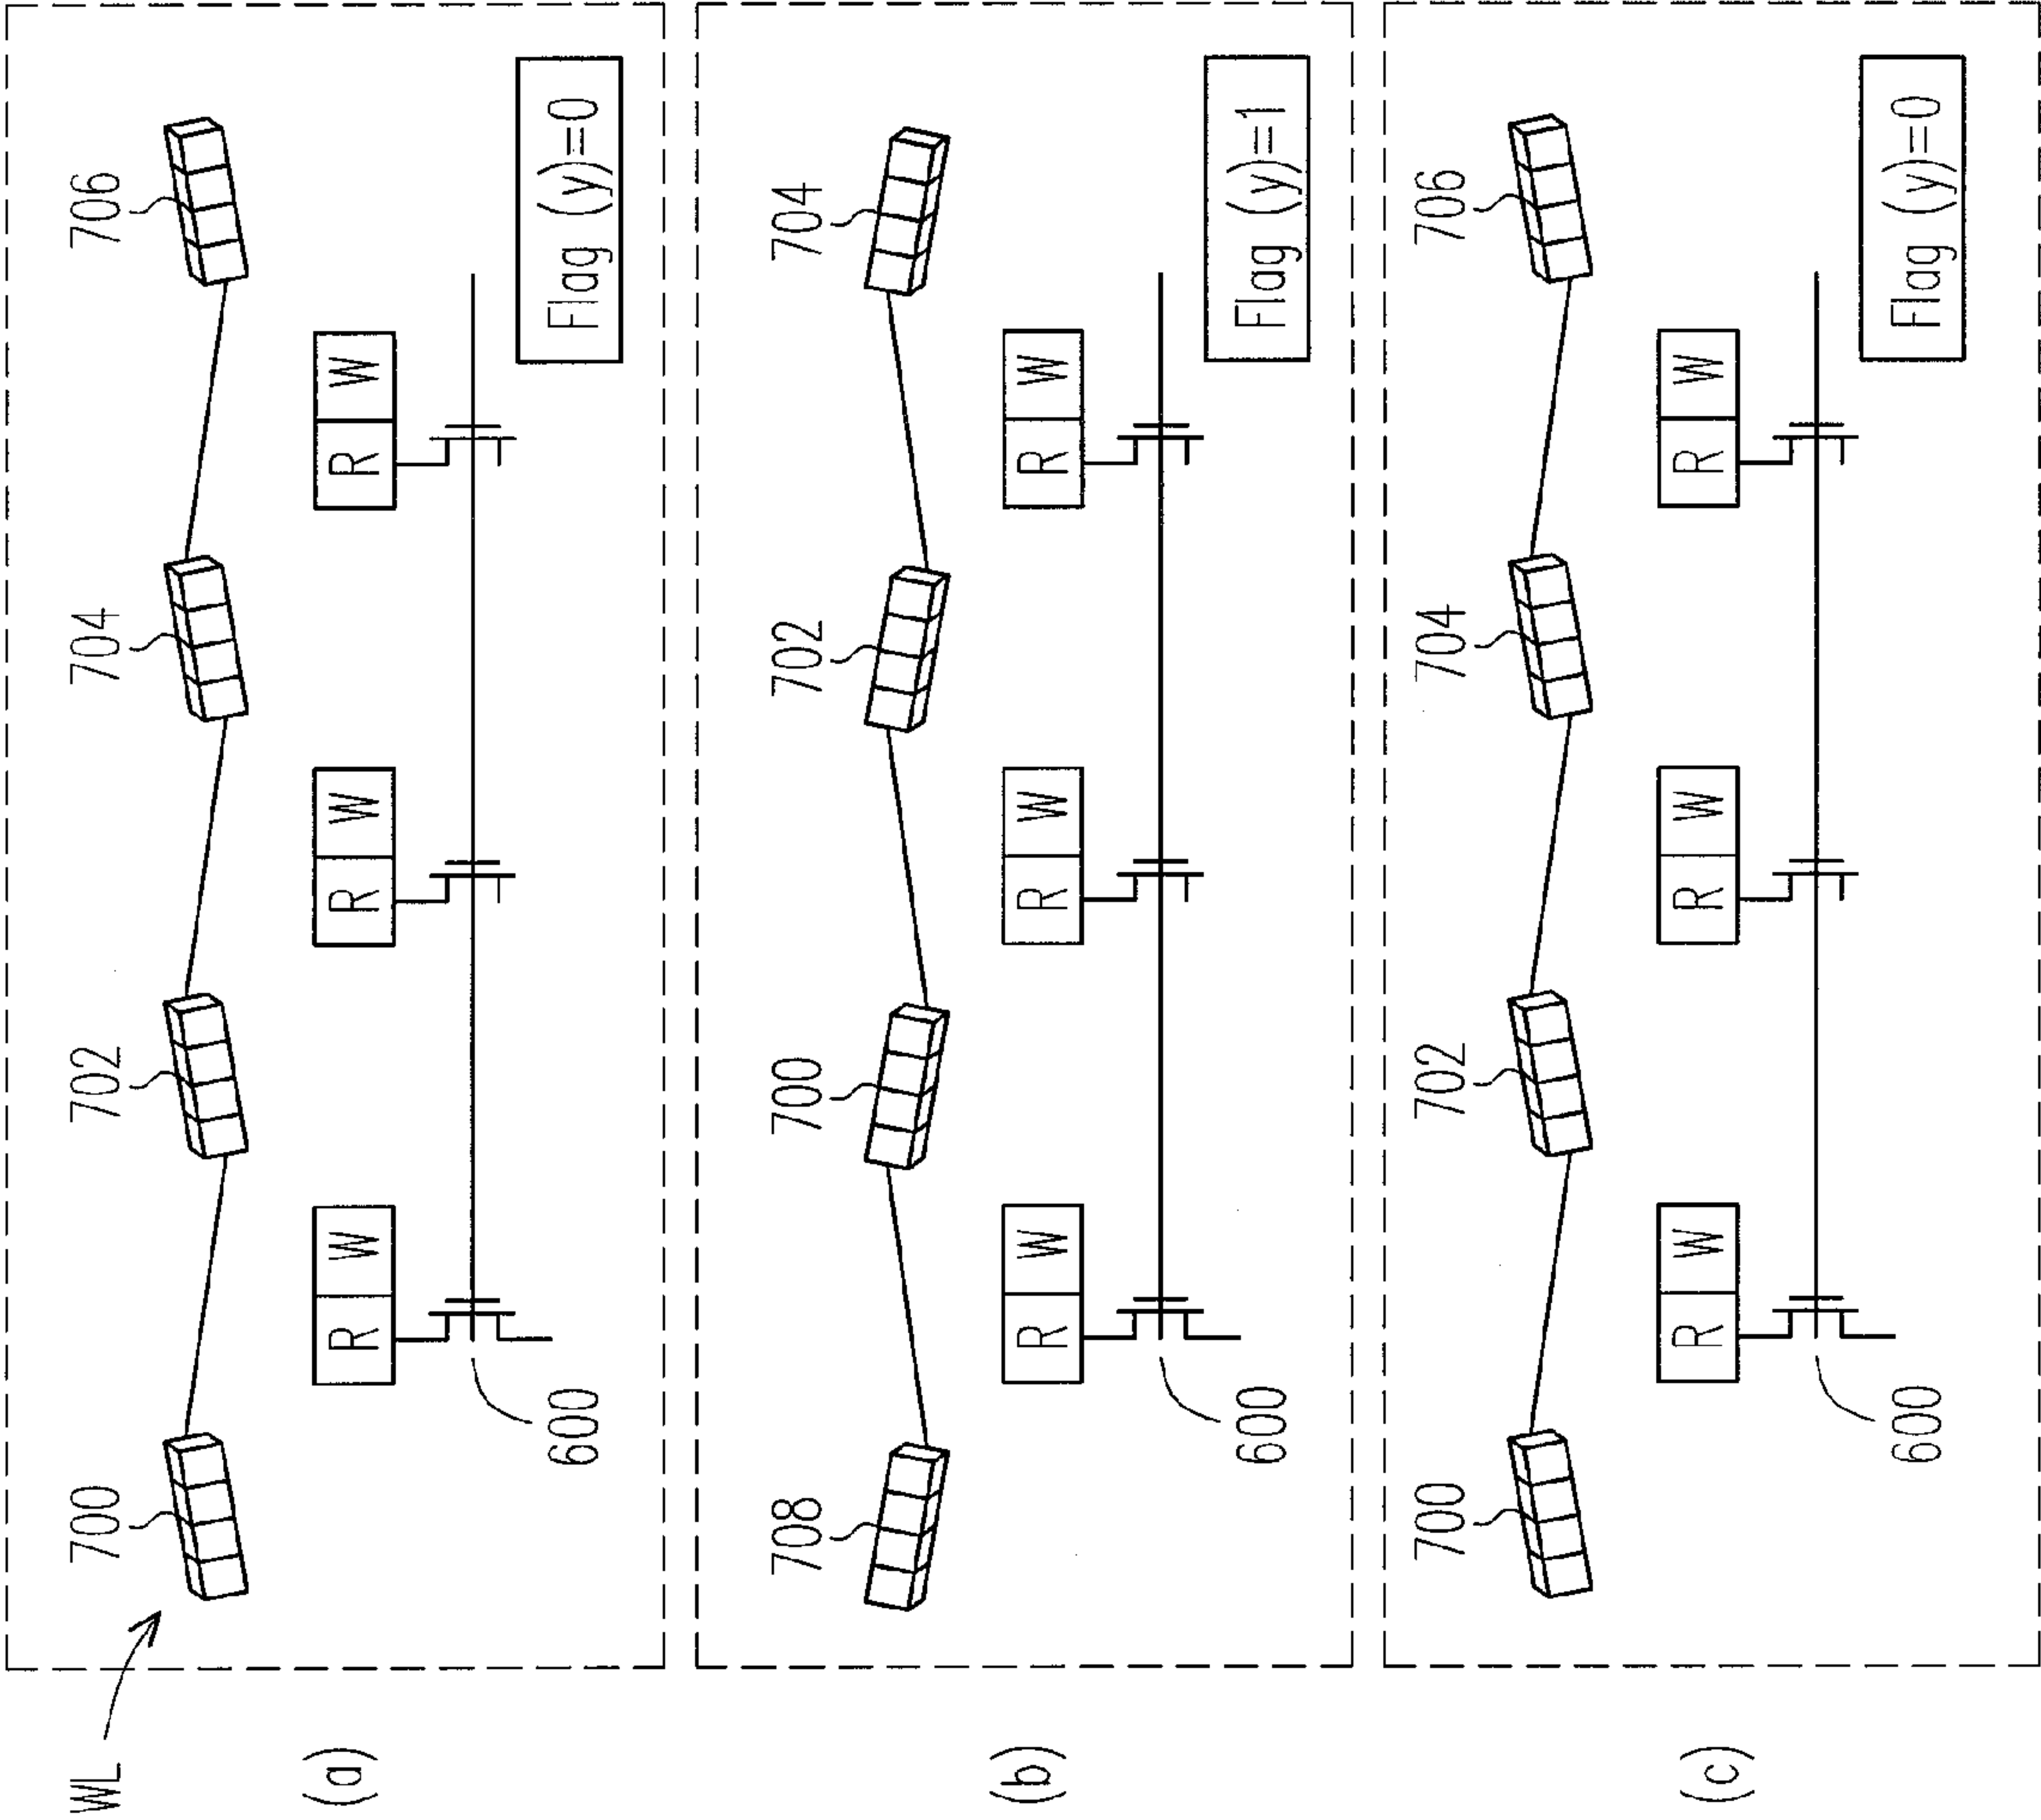 WL
700 702 704 706
R W R W R W
600
Flag (y)=0
(a)
708 700 702 704
R W R W R W
600
Flag (y)=1
(b)
700 702 704 706
R W R W R W
600
Flag (y)=0
(c)